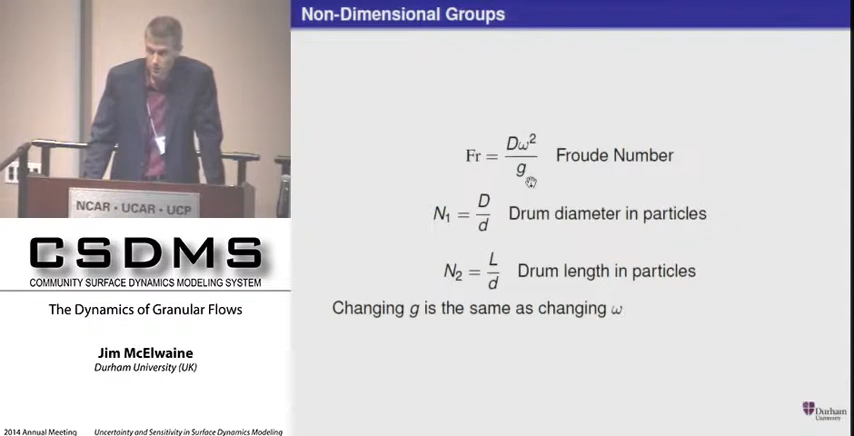 Non-Dimensional Groups
Fr = Dω²/g Froude Number
N₁ = D/d Drum diameter in particles
N₂ = L/d Drum length in particles
Changing g is the same as changing ω
Durham
University
NCAR · UCAR · UCP
CSDMS
COMMUNITY SURFACE DYNAMICS MODELING SYSTEM
The Dynamics of Granular Flows
Jim McElwaine
Durham University (UK)
2014 Annual Meeting Uncertainty and Sensitivity in Surface Dynamics Modeling